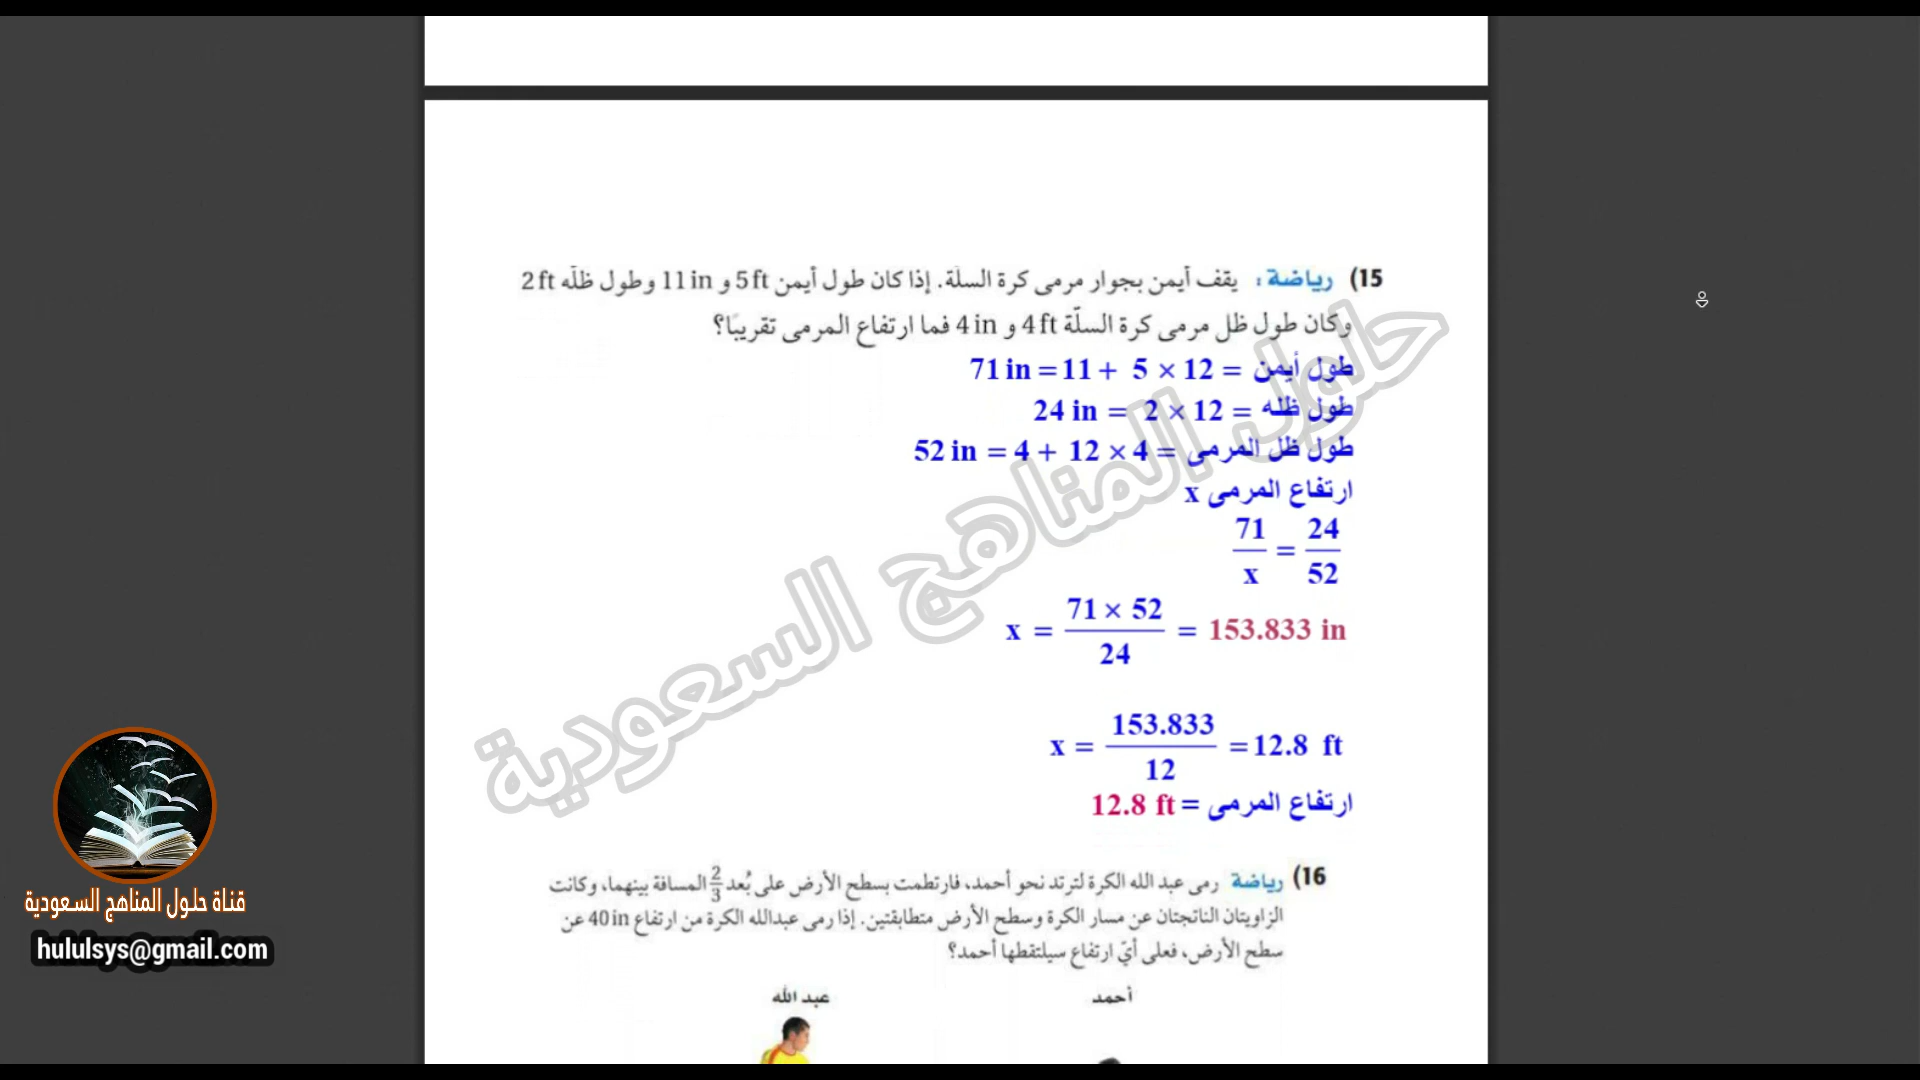 15) رياضة: يقف أيمن بجوار مرمى كرة السلّة. إذا كان طول أيمن 5 ft و 11 in وطول ظلّه 2 ft
وكان طول ظل مرمى كرة السلّة 4 ft و 4 in فما ارتفاع المرمى تقريبًا؟
طول أيمن = 12 × 5 + 11 = 71 in
طول ظله = 12 × 2 = 24 in
طول ظل المرمى = 4 × 12 + 4 = 52 in
ارتفاع المرمى x
71/x = 24/52
x = (71 × 52)/24 = 153.833 in
x = 153.833/12 = 12.8 ft
ارتفاع المرمى = 12.8 ft
16) رياضة رمى عبد الله الكرة لترتد نحو أحمد، فارتطمت بسطح الأرض على بُعد 2/3 المسافة بينهما، وكانت
الزاويتان الناتجتان عن مسار الكرة وسطح الأرض متطابقتين. إذا رمى عبدالله الكرة من ارتفاع 40 in عن
سطح الأرض، فعلى أيّ ارتفاع سيلتقطها أحمد؟
أحمد
عبد الله
حلول المناهج السعودية
قناة حلول المناهج السعودية
hululsys@gmail.com